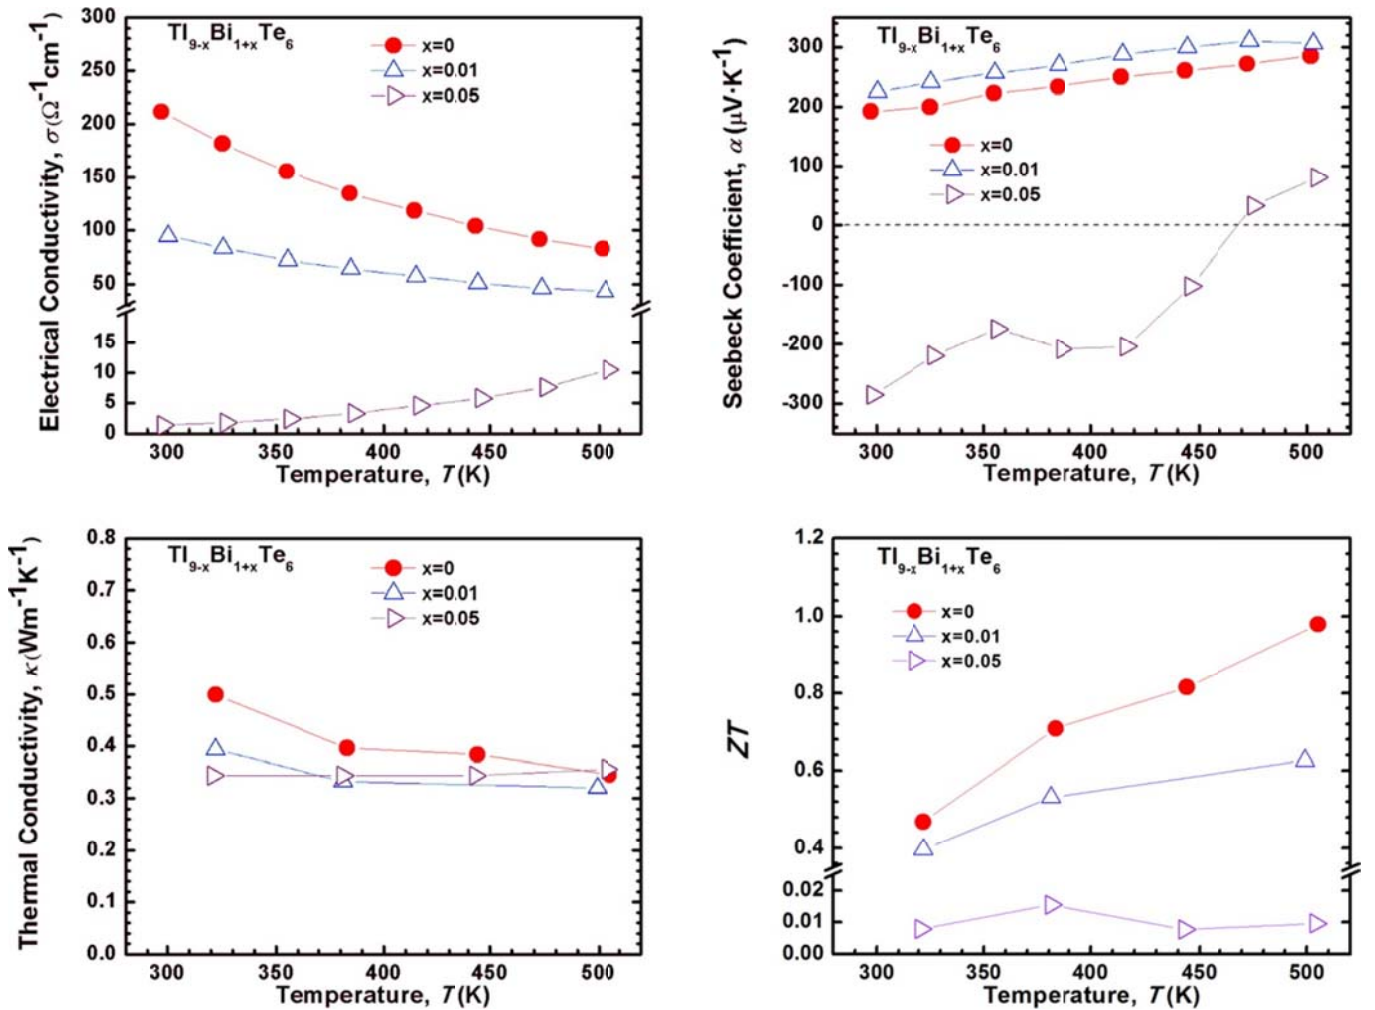 Tl9-xBi1+xTe6
x=0
x=0.01
x=0.05
300
250
200
150
100
50
15
10
5
0
Electrical Conductivity, σ(Ω⁻¹cm⁻¹)
300 350 400 450 500
Temperature, T(K)
Tl9-xBi1+xTe6
x=0
x=0.01
x=0.05
300
200
100
0
-100
-200
-300
Seebeck Coefficient, α(μV·K⁻¹)
300 350 400 450 500
Temperature, T(K)
Tl9-xBi1+xTe6
x=0
x=0.01
x=0.05
0.8
0.7
0.6
0.5
0.4
0.3
0.2
0.1
0.0
Thermal Conductivity, κ(Wm⁻¹K⁻¹)
300 350 400 450 500
Temperature, T(K)
Tl9-xBi1+xTe6
x=0
x=0.01
x=0.05
1.2
1.0
0.8
0.6
0.4
0.02
0.01
0.00
ZT
300 350 400 450 500
Temperature, T(K)